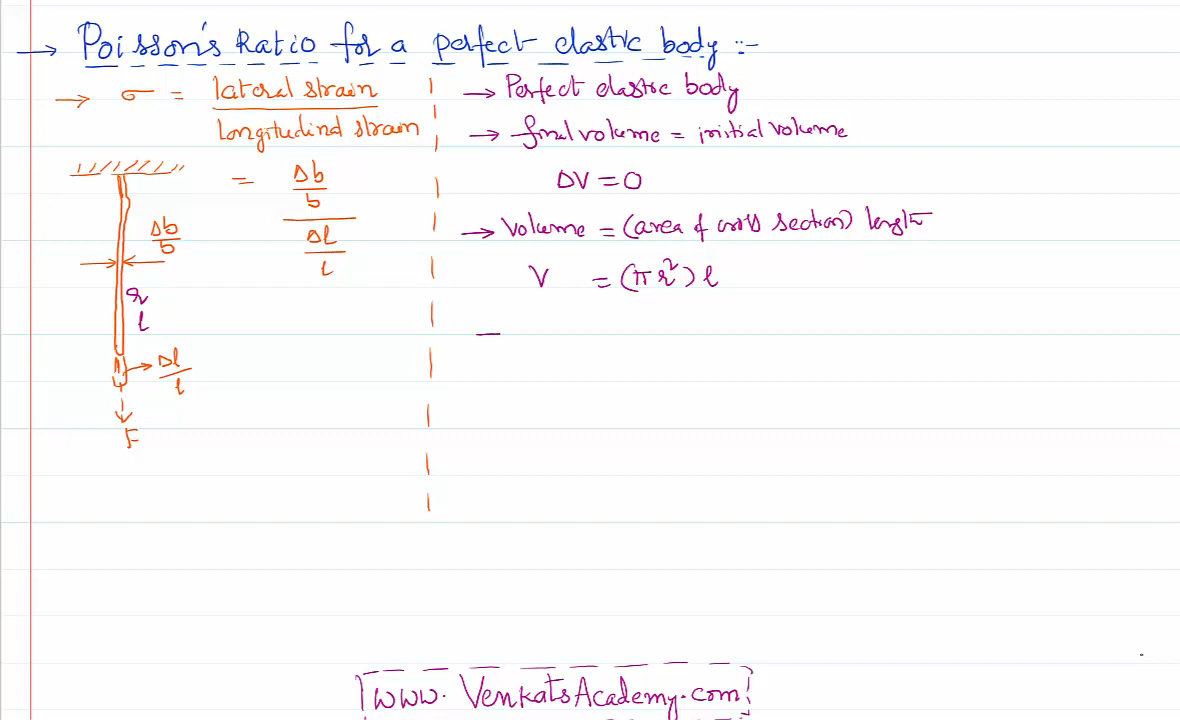 → Poisson's Ratio for a perfect elastic body :-
→ σ = lateral strain / longitudinal strain
= Δb/b / Δl/l
Δb/b
r
l
→ Δl/l
F
→ Perfect elastic body
→ final volume = initial volume
ΔV = 0
→ Volume = (area of cross section) length
V = (πr²) l
www.VenkatsAcademy.com